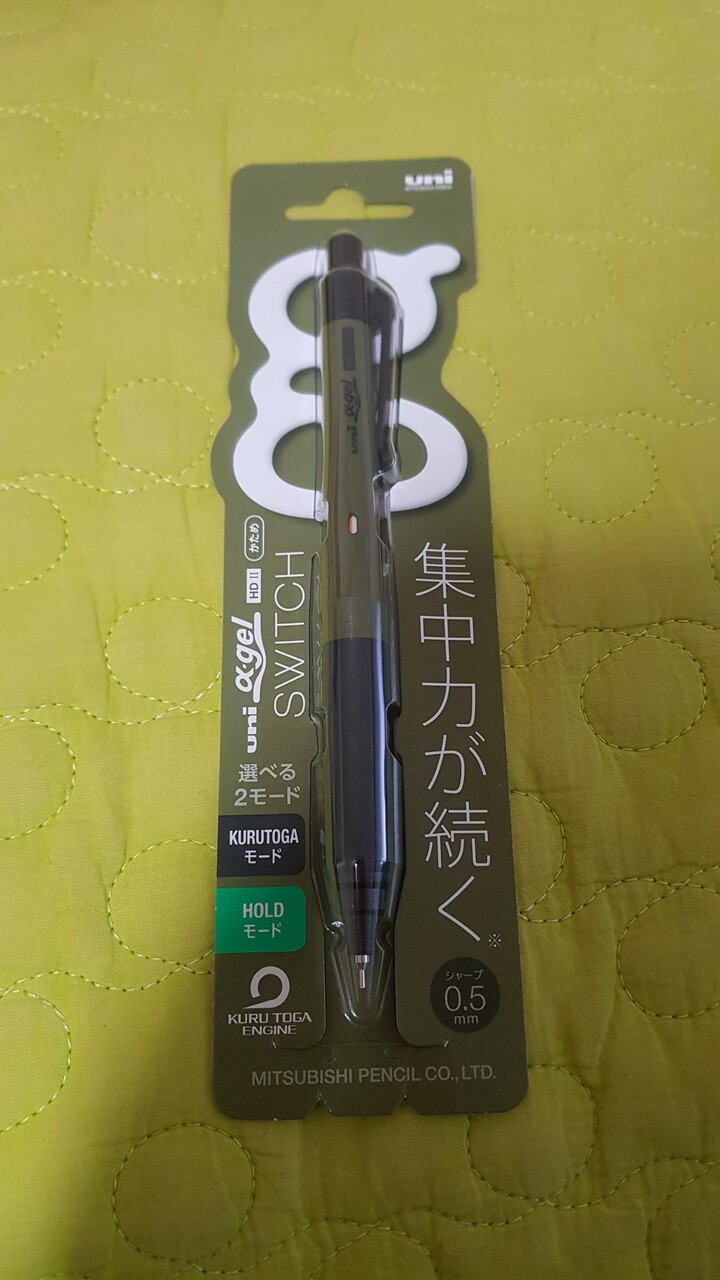 uni
g
uni α·gel
uni α·gel HD II かため
SWITCH
集中力が続く※
選べる
2モード
KURUTOGA
モード
HOLD
モード
KURU TOGA
ENGINE
シャープ
0.5
mm
MITSUBISHI PENCIL CO., LTD.